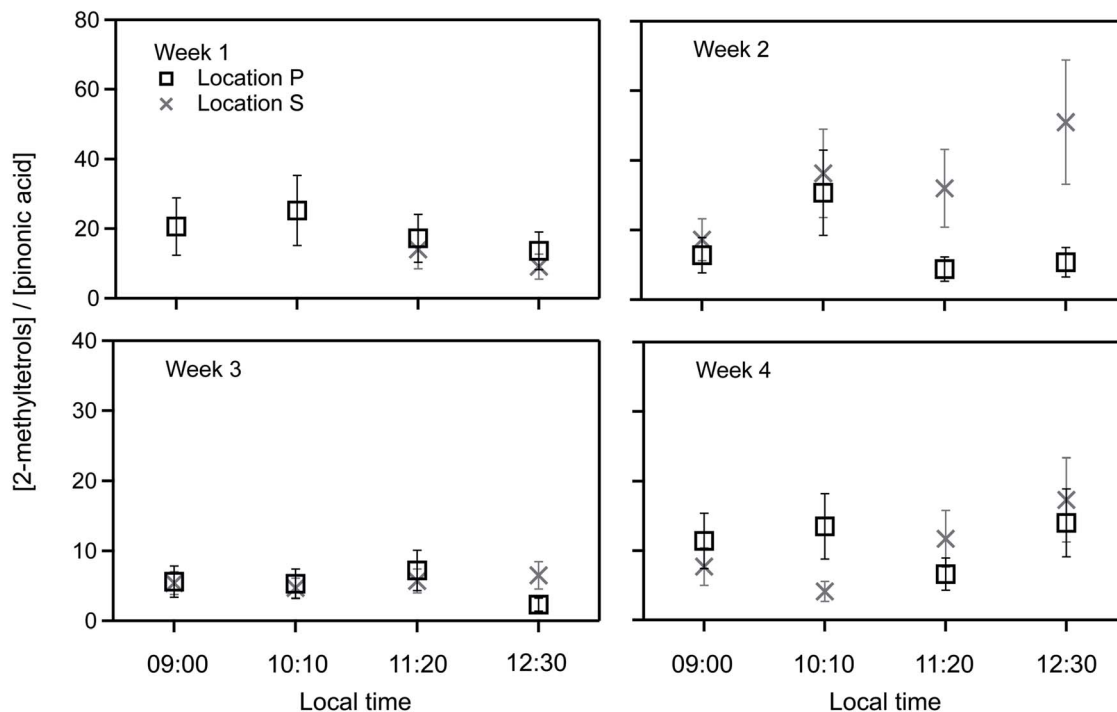 [2-methyltetrols] / [pinonic acid]
80
60
40
20
0
Week 1
Location P
Location S
Week 2
40
30
20
10
0
Week 3
Week 4
09:00 10:10 11:20 12:30
09:00 10:10 11:20 12:30
Local time
Local time